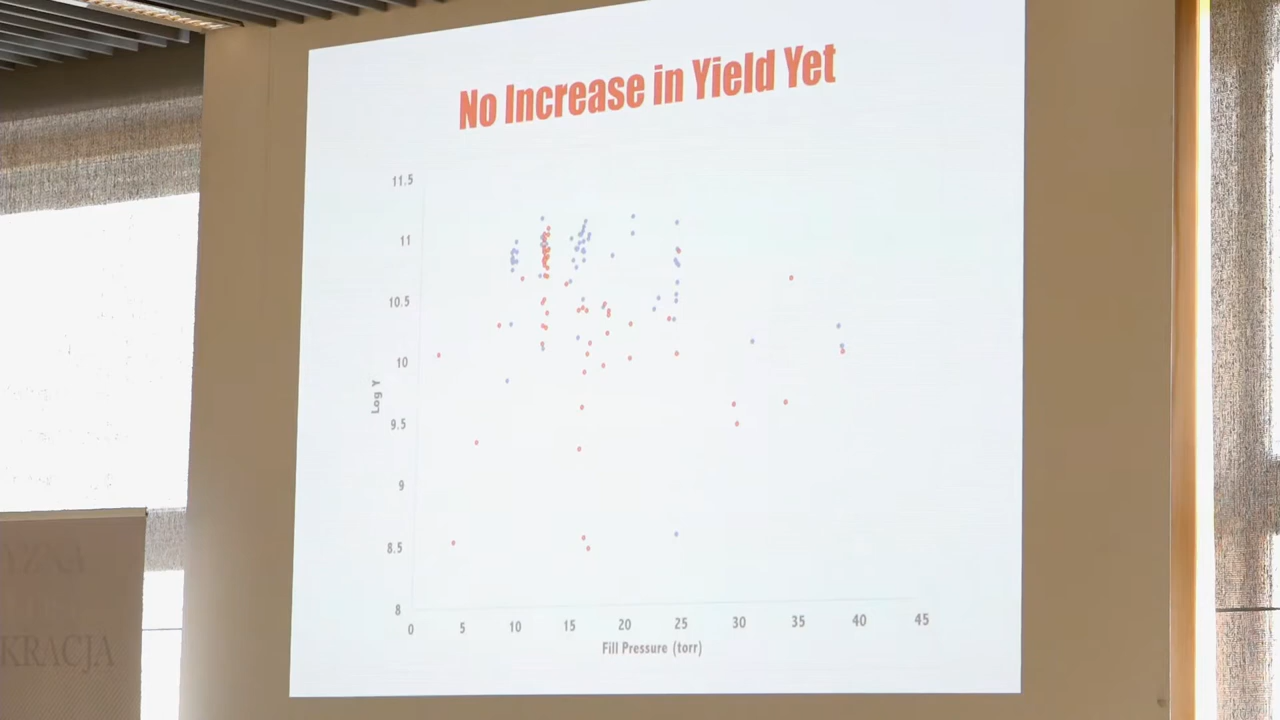 No Increase in Yield Yet
11.5
11
10.5
10
Log Y
9.5
9
8.5
8
0 5 10 15 20 25 30 35 40 45
Fill Pressure (torr)
KRACJA